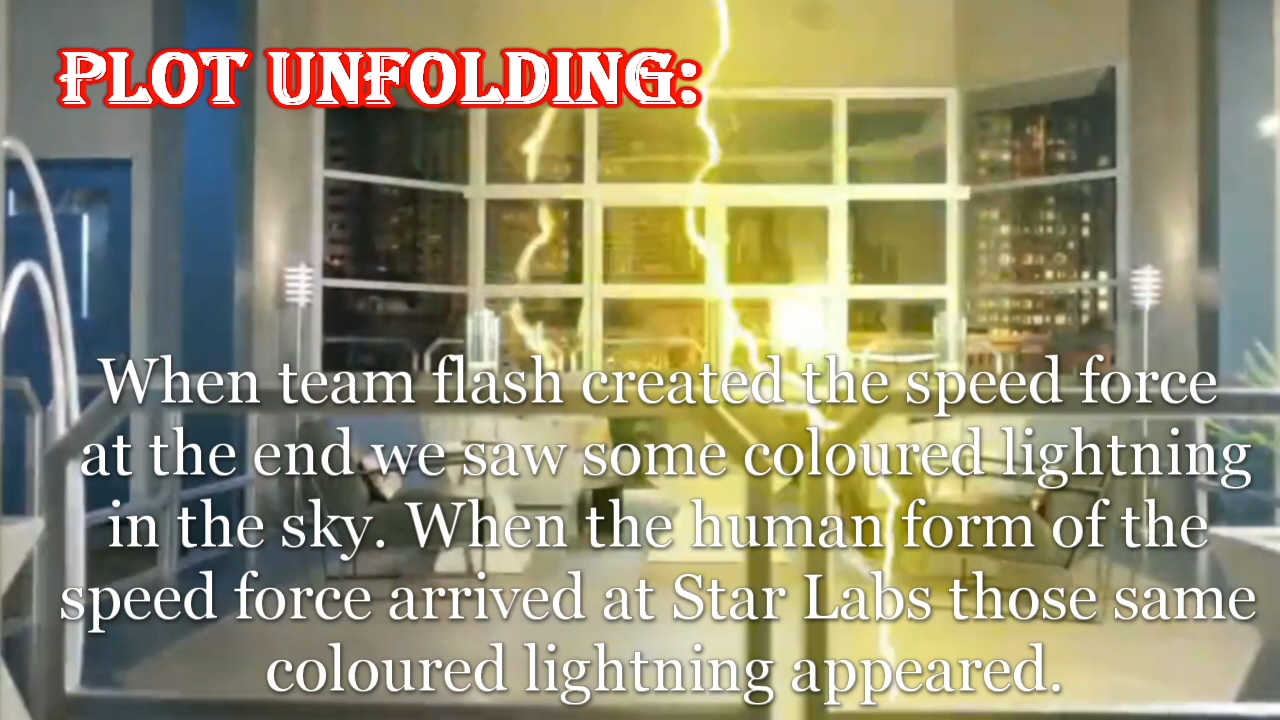 PLOT UNFOLDING:
When team flash created the speed force
at the end we saw some coloured lightning
in the sky. When the human form of the
speed force arrived at Star Labs those same
coloured lightning appeared.